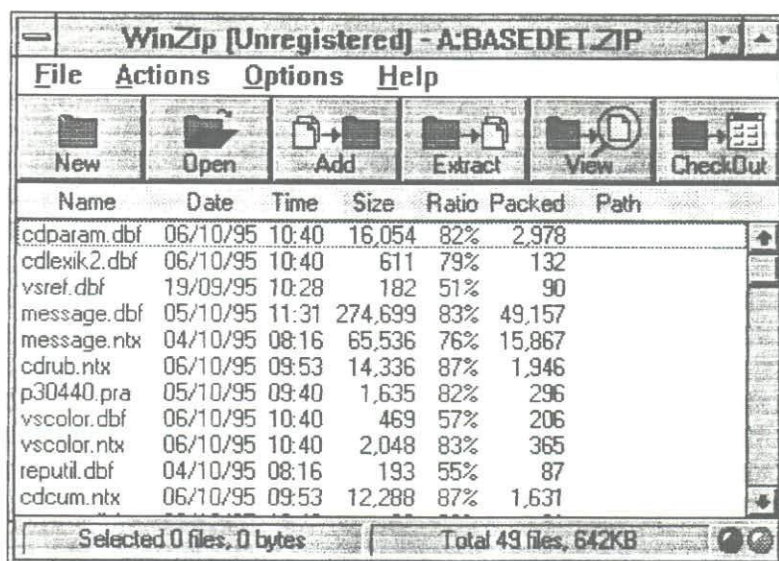 WinZip (Unregistered) - A:BASEDET.ZIP
File Actions Options Help
New Open Add Extract View CheckOut
Name Date Time Size Ratio Packed Path
cdparam.dbf 06/10/95 10:40 16,054 82% 2,978
cdlexik2.dbf 06/10/95 10:40 611 79% 132
vsref.dbf 19/09/95 10:28 182 51% 90
message.dbf 05/10/95 11:31 274,699 83% 49,157
message.ntx 04/10/95 08:16 65,536 76% 15,867
cdrub.ntx 06/10/95 09:53 14,336 87% 1,946
p30440.pra 05/10/95 09:40 1,635 82% 296
vscolor.dbf 06/10/95 10:40 469 57% 206
vscolor.ntx 06/10/95 10:40 2,048 83% 365
reputil.dbf 04/10/95 08:16 193 55% 87
cdcum.ntx 06/10/95 09:53 12,288 87% 1,631
Selected 0 files, 0 bytes Total 49 files, 642KB